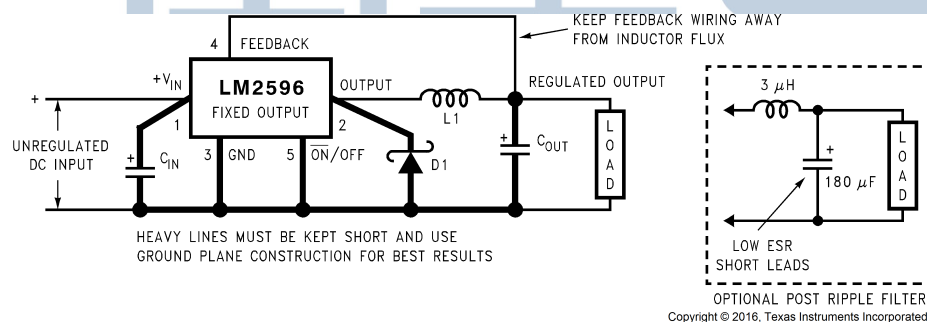 KEEP FEEDBACK WIRING AWAY
FROM INDUCTOR FLUX
4 FEEDBACK
+VIN
LM2596
FIXED OUTPUT
OUTPUT
REGULATED OUTPUT
+
1
2
L1
UNREGULATED
DC INPUT
+
CIN
3 GND
5 ON/OFF
D1
+
COUT
LOAD
HEAVY LINES MUST BE KEPT SHORT AND USE
GROUND PLANE CONSTRUCTION FOR BEST RESULTS
3 μH
+
180 μF
LOAD
LOW ESR
SHORT LEADS
OPTIONAL POST RIPPLE FILTER
Copyright © 2016, Texas Instruments Incorporated